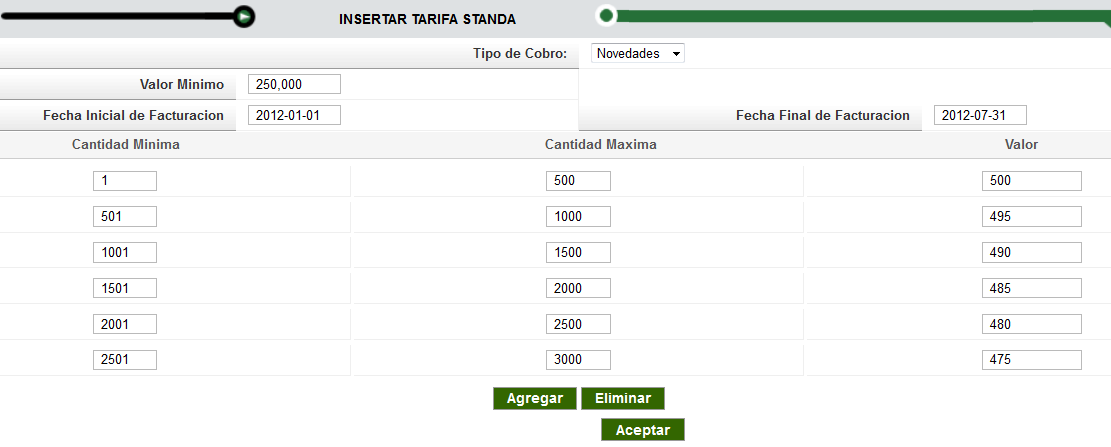 INSERTAR TARIFA STANDA
Tipo de Cobro: Novedades
Valor Minimo 250,000
Fecha Inicial de Facturacion 2012-01-01 Fecha Final de Facturacion 2012-07-31
Cantidad Minima Cantidad Maxima Valor
1 500 500
501 1000 495
1001 1500 490
1501 2000 485
2001 2500 480
2501 3000 475
Agregar Eliminar
Aceptar